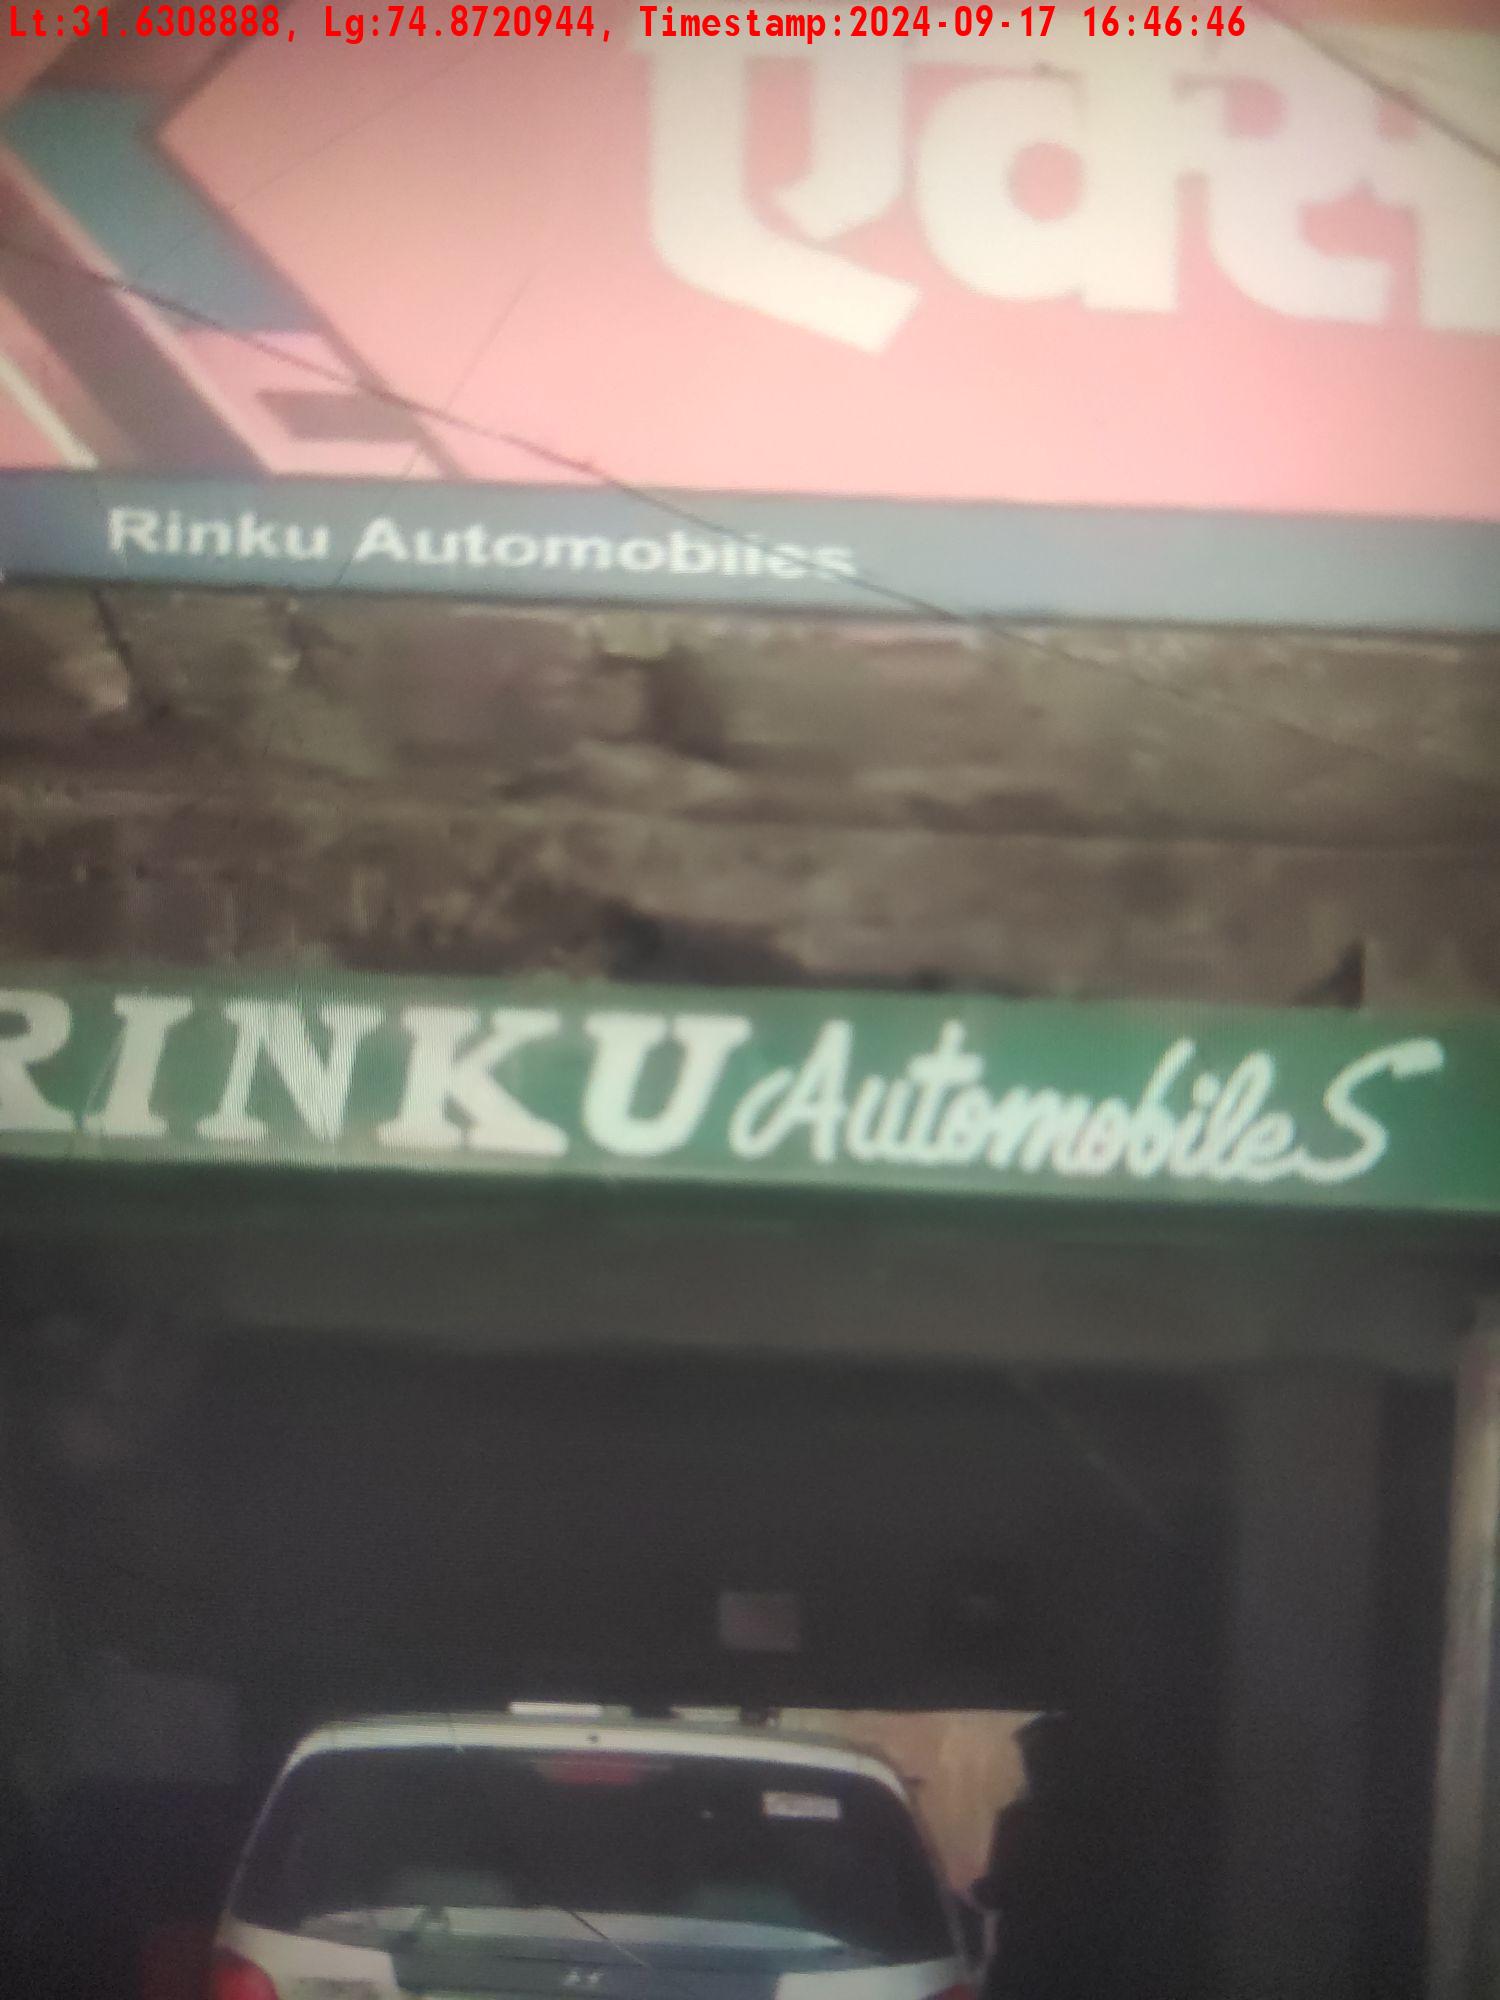 Lt:31.6308888, Lg:74.8720944, Timestamp:2024-09-17 16:46:46
Rinku Automobiles
RINKU AutomobileS